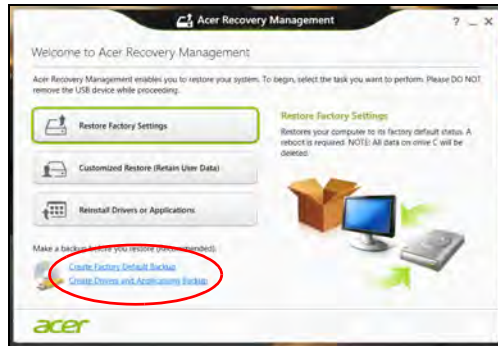 Acer Recovery Management
? – ×
Welcome to Acer Recovery Management
Acer Recovery Management enables you to restore your system. To begin, select the task you want to perform. Please DO NOT
remove the USB device while proceeding.
Restore Factory Settings
Customized Restore (Retain User Data)
Reinstall Drivers or Applications
Restore Factory Settings
Restores your computer to its factory default status. A
reboot is required. NOTE: All data on drive C will be
deleted.
Make a backup before you restore (recommended):
Create Factory Default Backup
Create Drivers and Applications Backup
acer